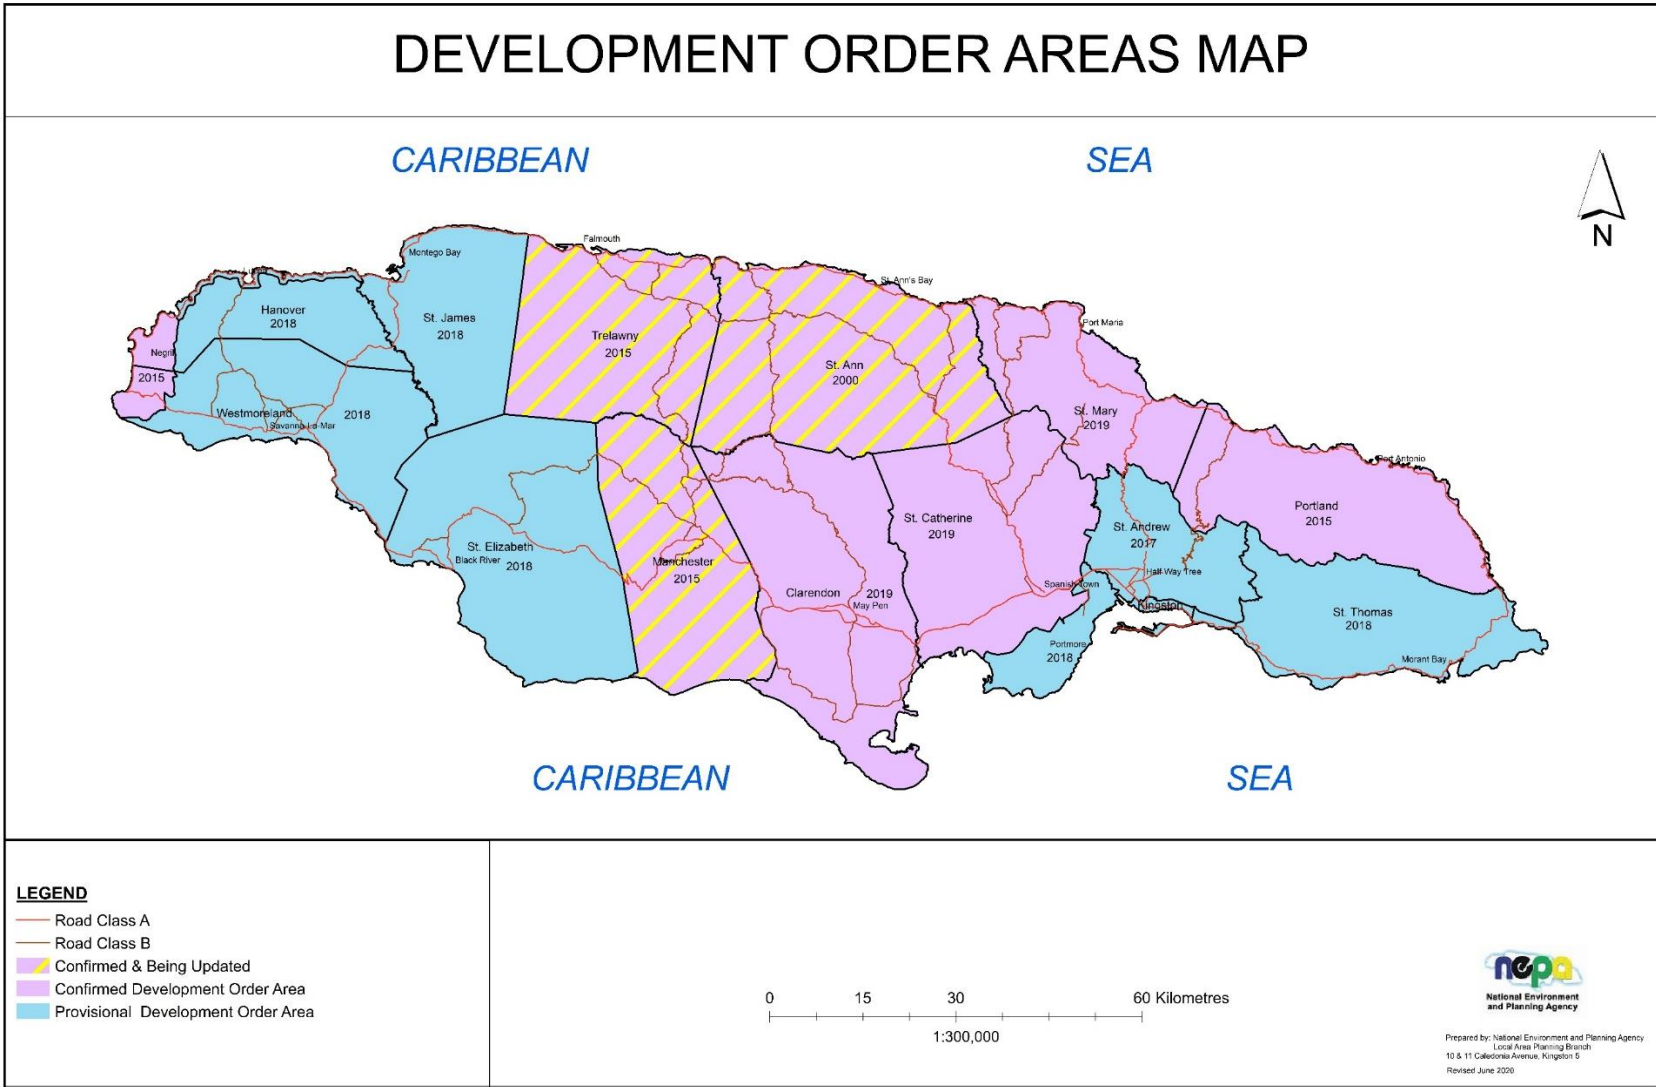 DEVELOPMENT ORDER AREAS MAP
CARIBBEAN
SEA
N
Falmouth
Montego Bay
St. Ann's Bay
Hanover
2018
St. James
2018
Port Maria
Trelawny
2015
Negril
St. Ann
2000
2015
Westmoreland
2018
Savanna-La-Mar
St. Mary
2019
Port Antonio
Portland
2015
St. Catherine
2019
St. Andrew
2017
St. Elizabeth
2018
Black River
Manchester
2015
Half Way Tree
Spanish Town
Clarendon
2019
May Pen
Kingston
St. Thomas
2018
Portmore
2018
Morant Bay
CARIBBEAN
SEA
LEGEND
Road Class A
Road Class B
Confirmed & Being Updated
Confirmed Development Order Area
Provisional Development Order Area
0 15 30 60 Kilometres
1:300,000
nepa
National Environment
and Planning Agency
Prepared by: National Environment and Planning Agency
Local Area Planning Branch
10 & 11 Caledonia Avenue, Kingston 5
Revised June 2020